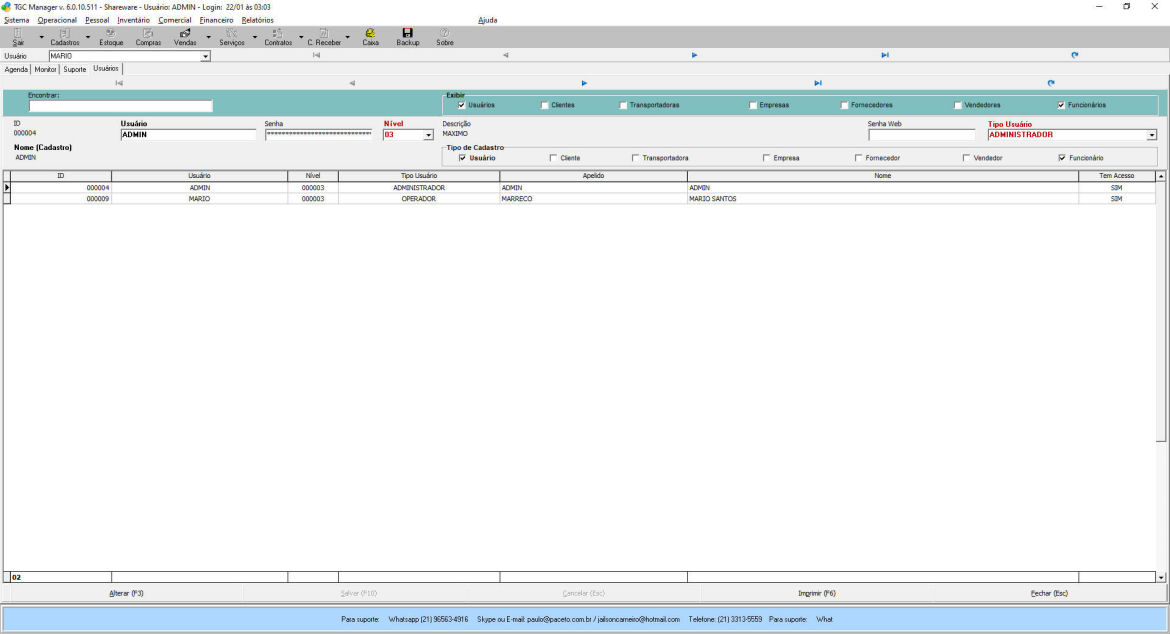 TGC Manager v. 6.0.10.511 - Shareware - Usuário: ADMIN - Login: 22/01 às 03:03
Sistema Operacional Pessoal Inventário Comercial Financeiro Relatórios Ajuda
Sair Cadastros Estoque Compras Vendas Serviços Contratos C. Receber Caixa Backup Sobre
Usuário MARIO
Agenda Monitor Suporte Usuários
Encontrar: Exibir
Usuários Clientes Transportadoras Empresas Fornecedores Vendedores Funcionários
ID Usuário Senha Nível Descrição Senha Web Tipo Usuário
000004 ADMIN 03 MAXIMO ADMINISTRADOR
Nome (Cadastro) Tipo de Cadastro
ADMIN Usuário Cliente Transportadora Empresa Fornecedor Vendedor Funcionário
ID Usuário Nível Tipo Usuário Apelido Nome Tem Acesso
000004 ADMIN 000003 ADMINISTRADOR ADMIN ADMIN SIM
000009 MARIO 000003 OPERADOR MARRECO MARIO SANTOS SIM
02
Alterar (F3) Salvar (F10) Cancelar (Esc) Imprimir (F6) Fechar (Esc)
Para suporte: Whatsapp (21) 96563-4916 Skype ou E-mail: paulo@paceto.com.br / jailsoncarneiro@hotmail.com Telefone: (21) 3313-5559 Para suporte: What